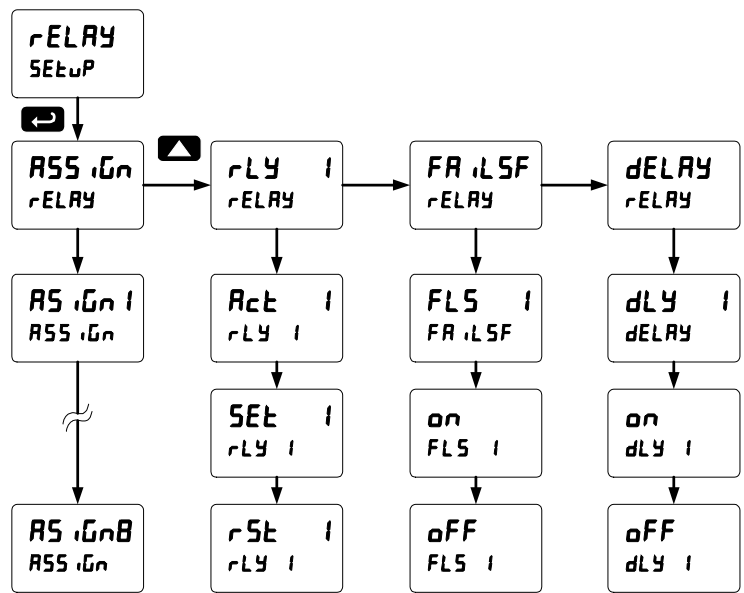 rELAY
SEtuP
ASSiGn
rELAY
rLY 1
rELAY
FAiLSF
rELAY
dELAY
rELAY
ASiGn1
ASSiGn
Act 1
rLY 1
FLS 1
FAiLSF
dLY 1
dELAY
SEt 1
rLY 1
on
FLS 1
on
dLY 1
ASiGn8
ASSiGn
rSt 1
rLY 1
oFF
FLS 1
oFF
dLY 1